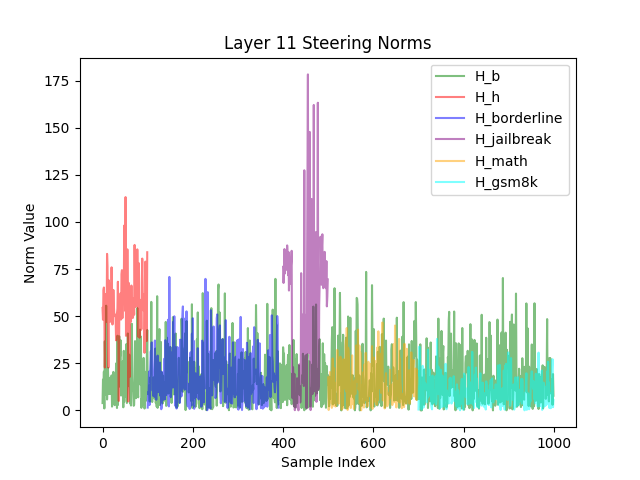 Layer 11 Steering Norms
Norm Value
175
150
125
100
75
50
25
0
0
200
400
600
800
1000
Sample Index
H_b
H_h
H_borderline
H_jailbreak
H_math
H_gsm8k